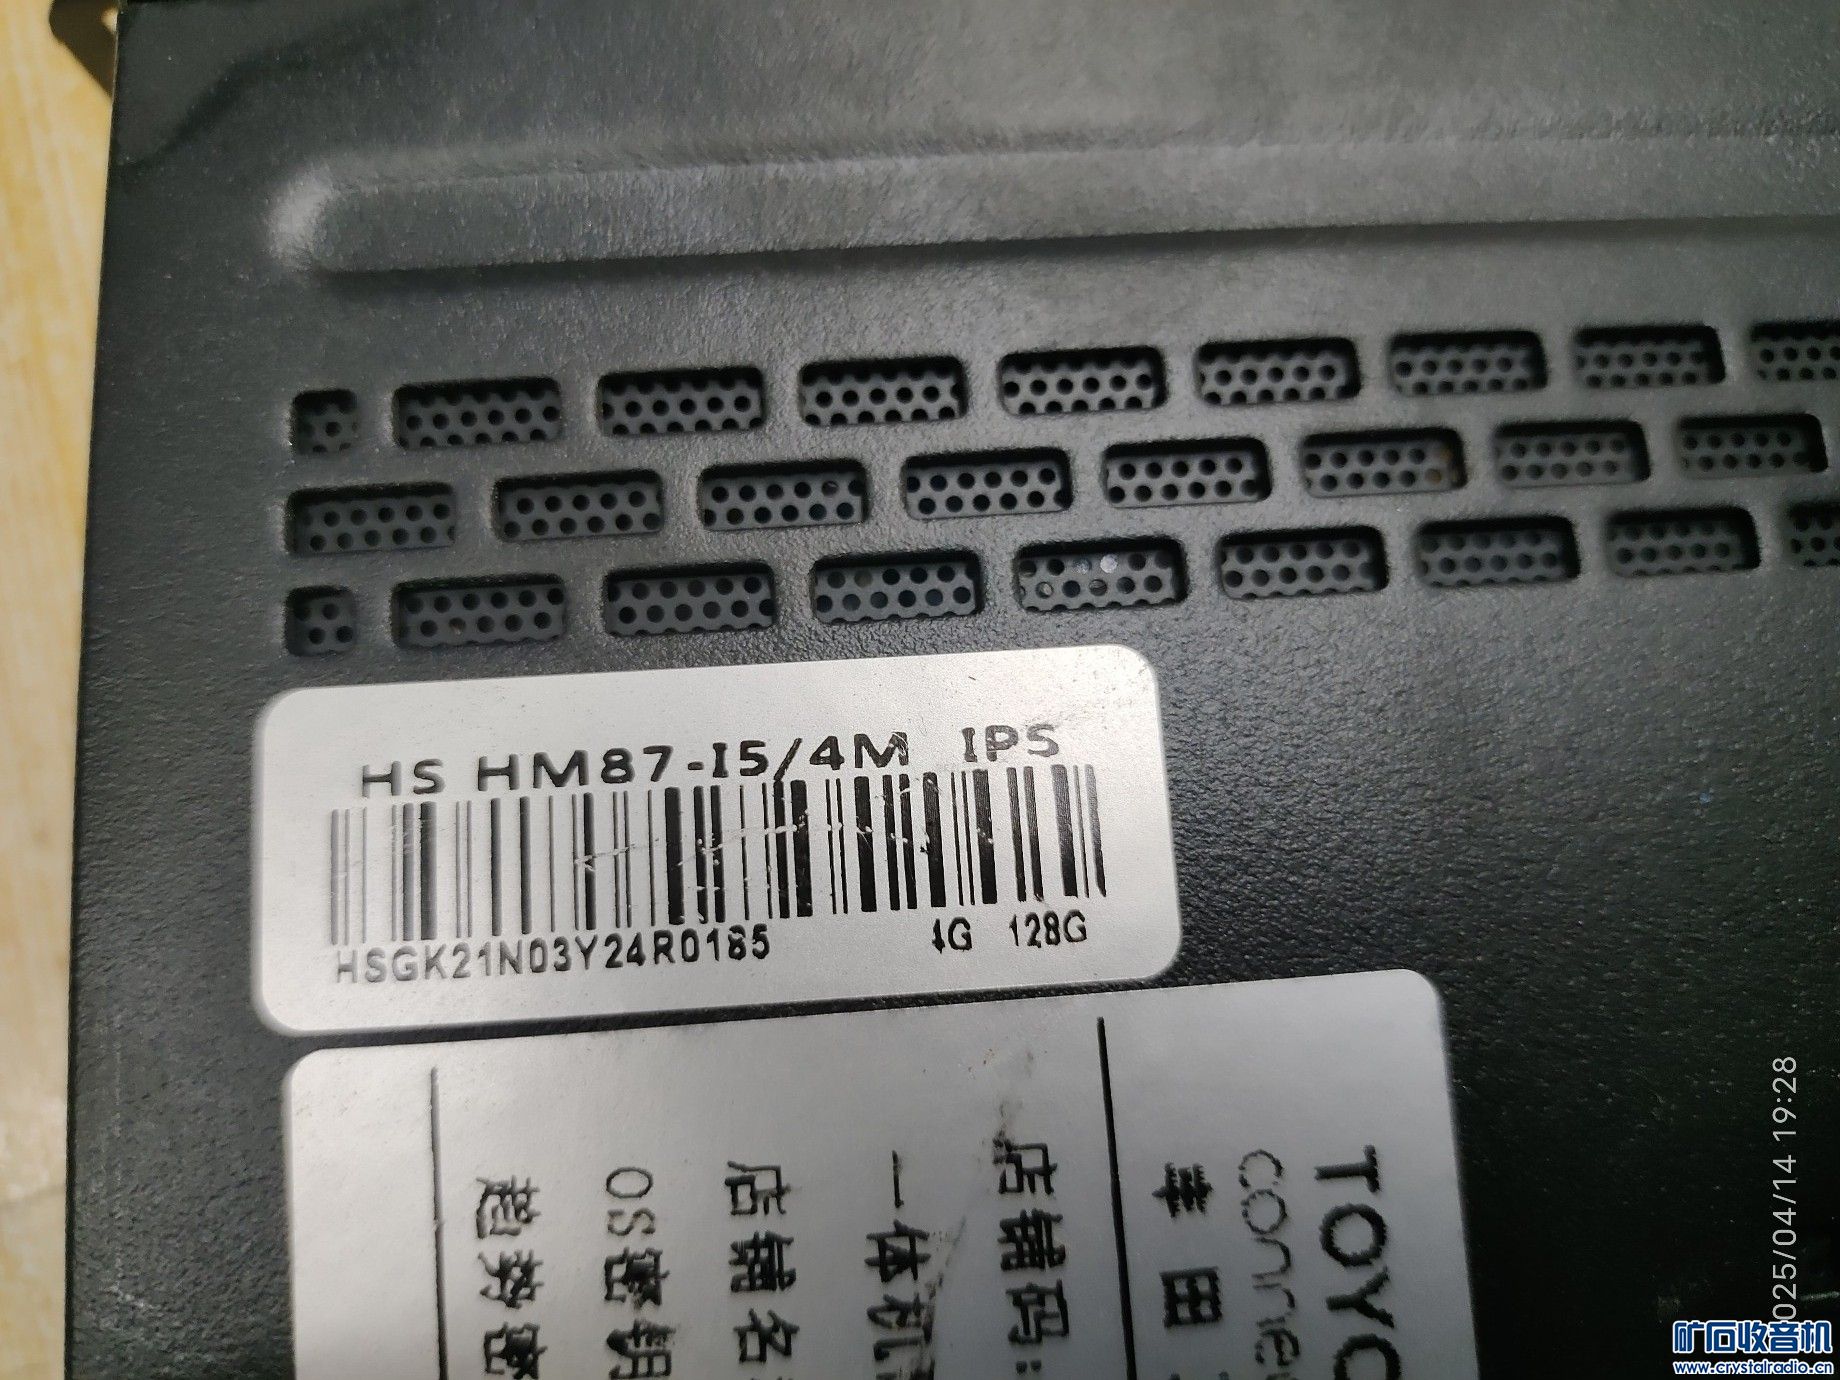 HS HM87-I5/4M IPS
HSGK21N03Y24R0185
4G 128G
TOYO
conne
丰田
店铺码:
一体机
店铺名
OS密钥
超级密
025/04/14 19:28
矿石收音机
www.crystalradio.cn